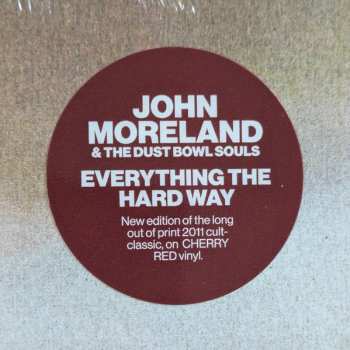 JOHN
MORELAND
& THE DUST BOWL SOULS
EVERYTHING THE
HARD WAY
New edition of the long
out of print 2011 cult-
classic, on CHERRY
RED vinyl.